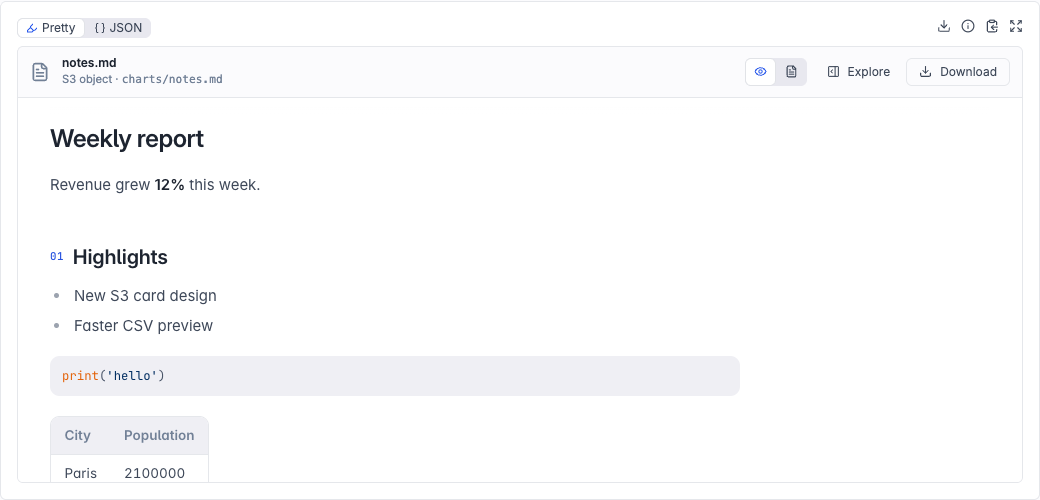 Pretty
{ } JSON
notes.md
S3 object · charts/notes.md
Explore
Download
Weekly report
Revenue grew 12% this week.
01 Highlights
• New S3 card design
• Faster CSV preview
print('hello')
City Population
Paris 2100000